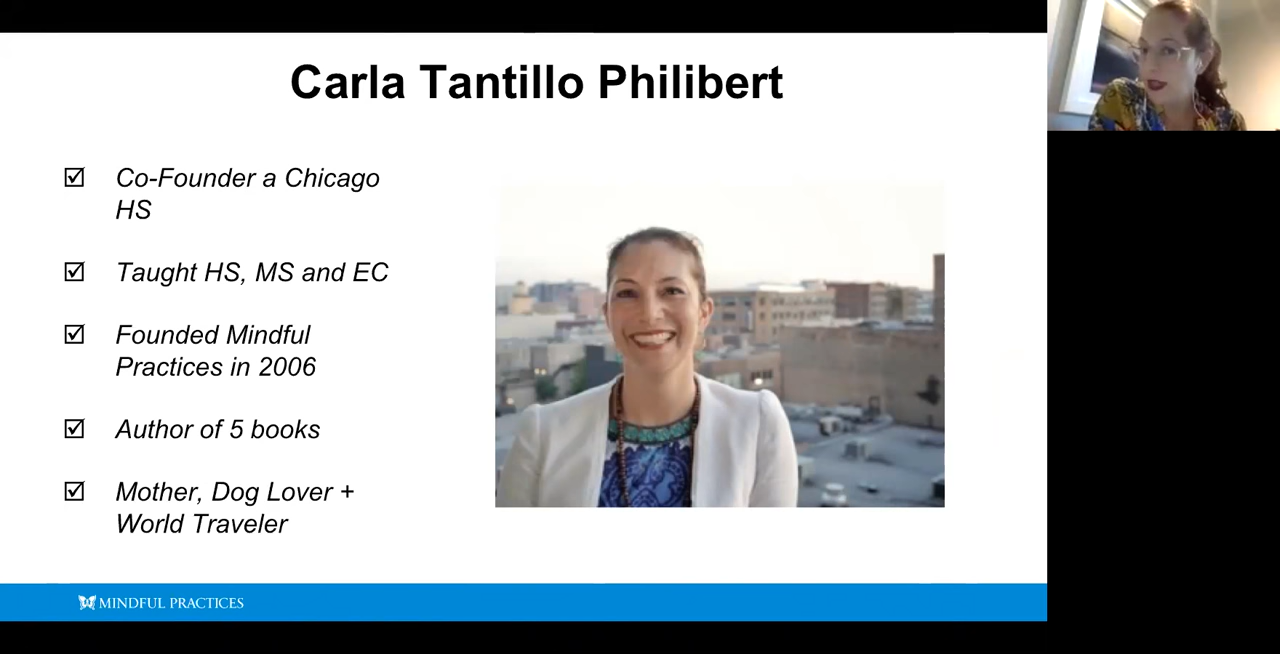 Carla Tantillo Philibert
Co-Founder a Chicago
HS
Taught HS, MS and EC
Founded Mindful
Practices in 2006
Author of 5 books
Mother, Dog Lover +
World Traveler
MINDFUL PRACTICES